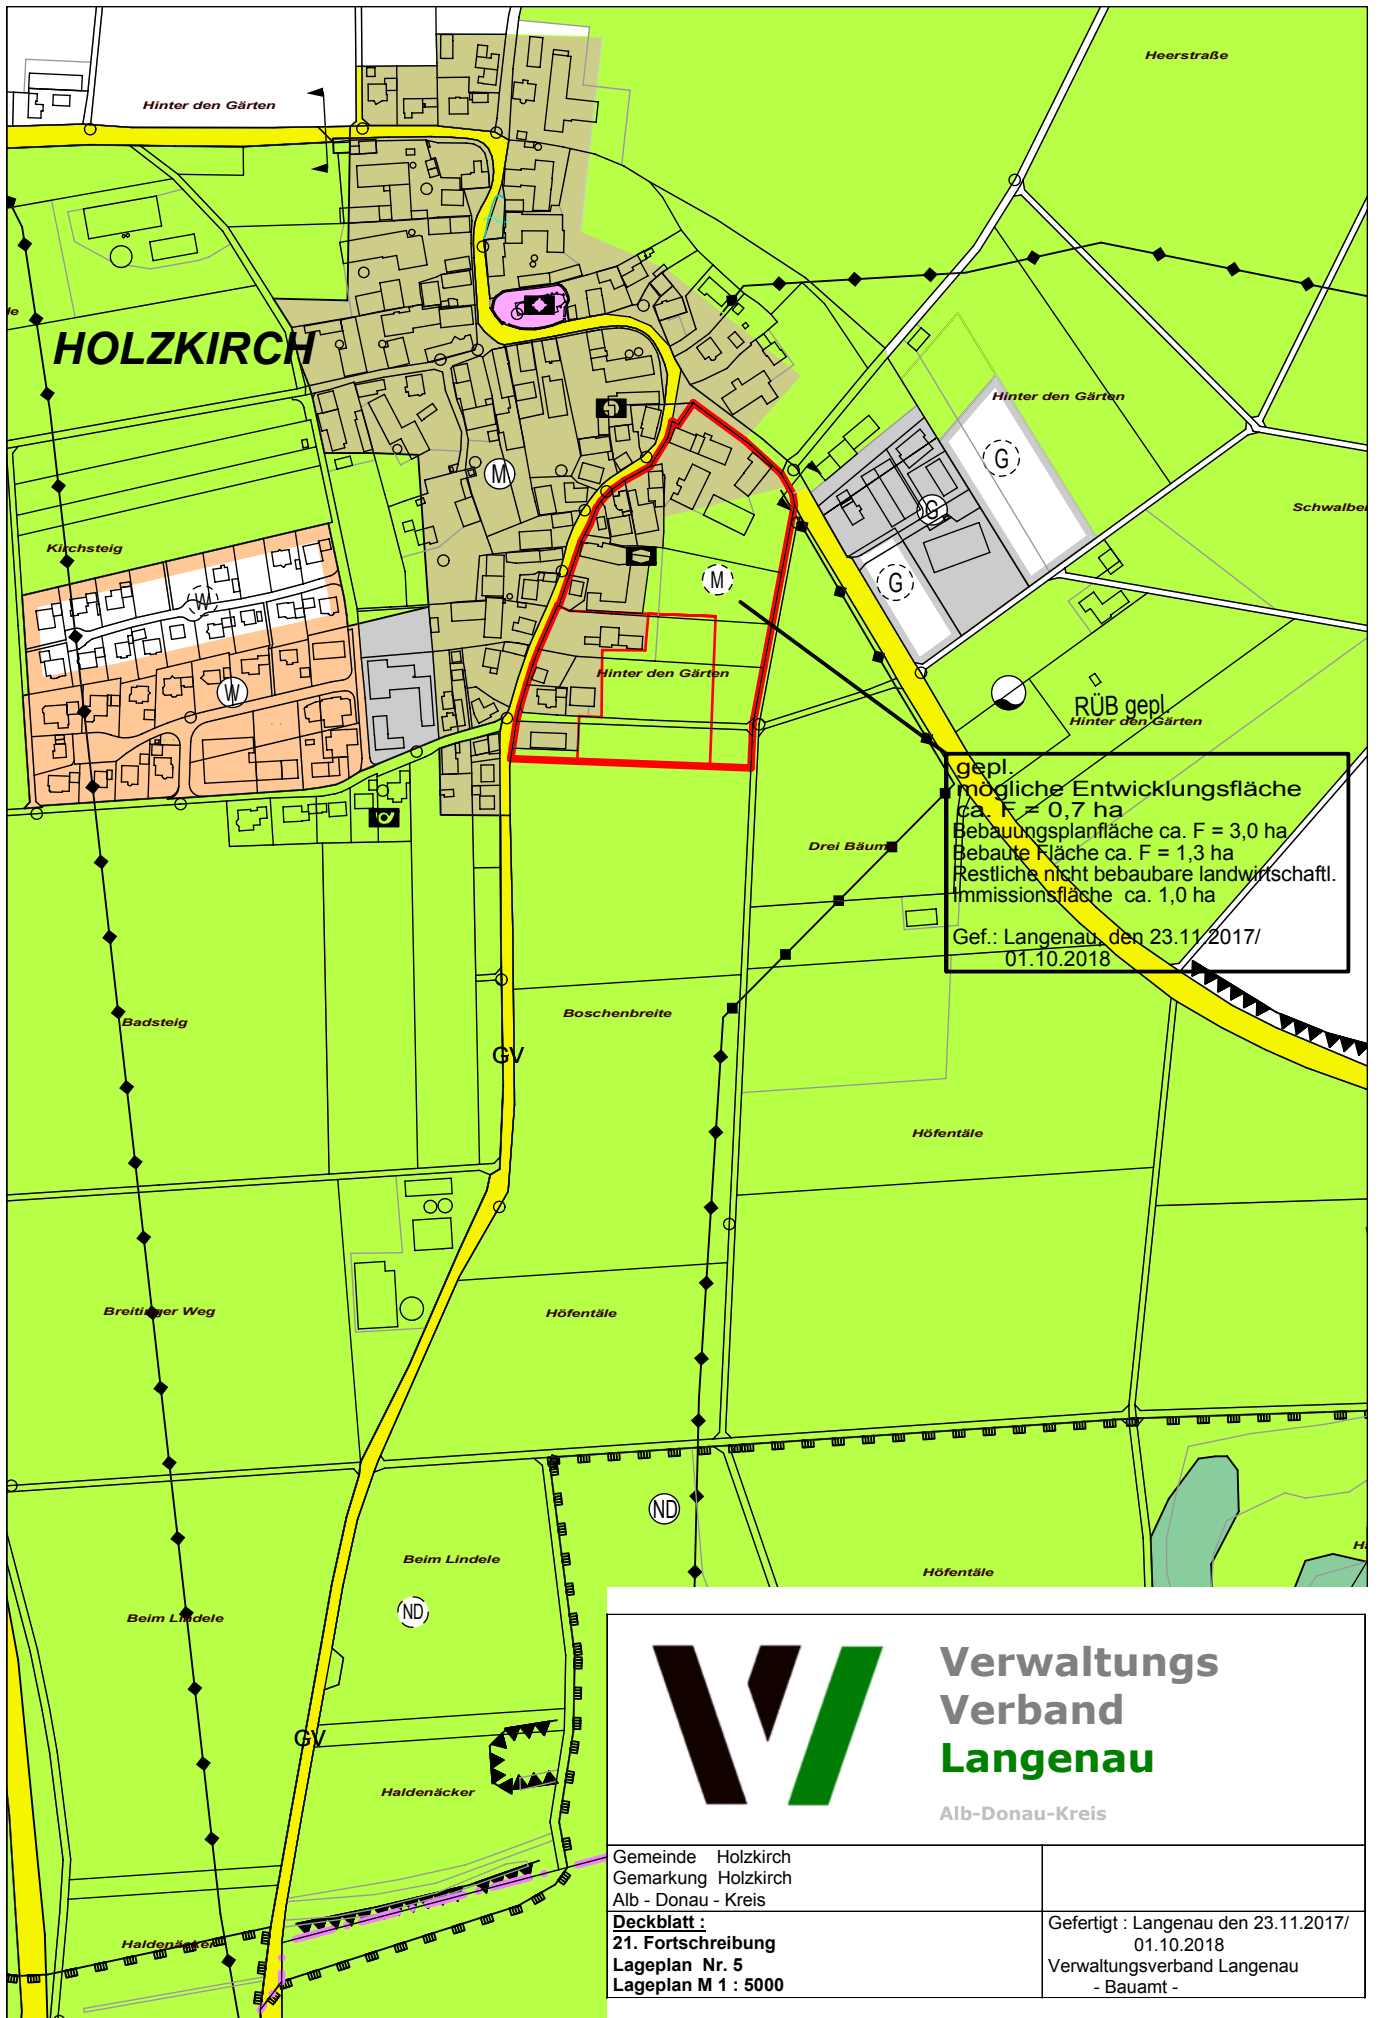 Heerstraße
Hinter den Gärten
HOLZKIRCH
Hinter den Gärten
M
G
G
Schwalbe
Kirchsteig
W
M
G
W
Hinter den Gärten
RÜB gepl.
Hinter den Gärten
gepl.
mögliche Entwicklungsfläche
ca. F = 0,7 ha
Bebauungsplanfläche ca. F = 3,0 ha
Bebaute Fläche ca. F = 1,3 ha
Restliche nicht bebaubare landwirtschaftl.
Immissionsfläche ca. 1,0 ha
Gef.: Langenau, den 23.11.2017/
01.10.2018
Drei Bäum
Badsteig
Boschenbreite
GV
Höfentäle
Breitinger Weg
Höfentäle
ND
Beim Lindele
Höfentäle
ND
Beim Lindele
GV
Haldenäcker
Haldenäcker
Verwaltungs
Verband
Langenau
Alb-Donau-Kreis
Gemeinde Holzkirch
Gemarkung Holzkirch
Alb - Donau - Kreis
Deckblatt :
21. Fortschreibung
Lageplan Nr. 5
Lageplan M 1 : 5000
Gefertigt : Langenau den 23.11.2017/
01.10.2018
Verwaltungsverband Langenau
- Bauamt -